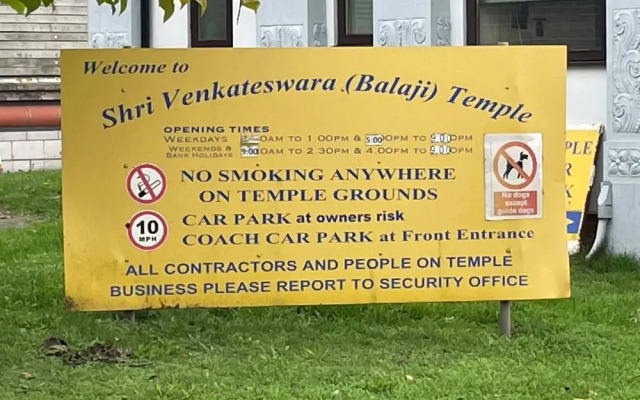 Welcome to
Shri Venkateswara (Balaji) Temple
OPENING TIMES
WEEKDAYS 0AM TO 1.00PM & 5:00PM TO 9:00PM
WEEKENDS & BANK HOLIDAYS 9:00AM TO 2.30PM & 4.00PM TO 9:00PM
NO SMOKING ANYWHERE
ON TEMPLE GROUNDS
10 MPH
CAR PARK at owners risk
COACH CAR PARK at Front Entrance
No dogs
except
guide dogs
ALL CONTRACTORS AND PEOPLE ON TEMPLE
BUSINESS PLEASE REPORT TO SECURITY OFFICE
PLE